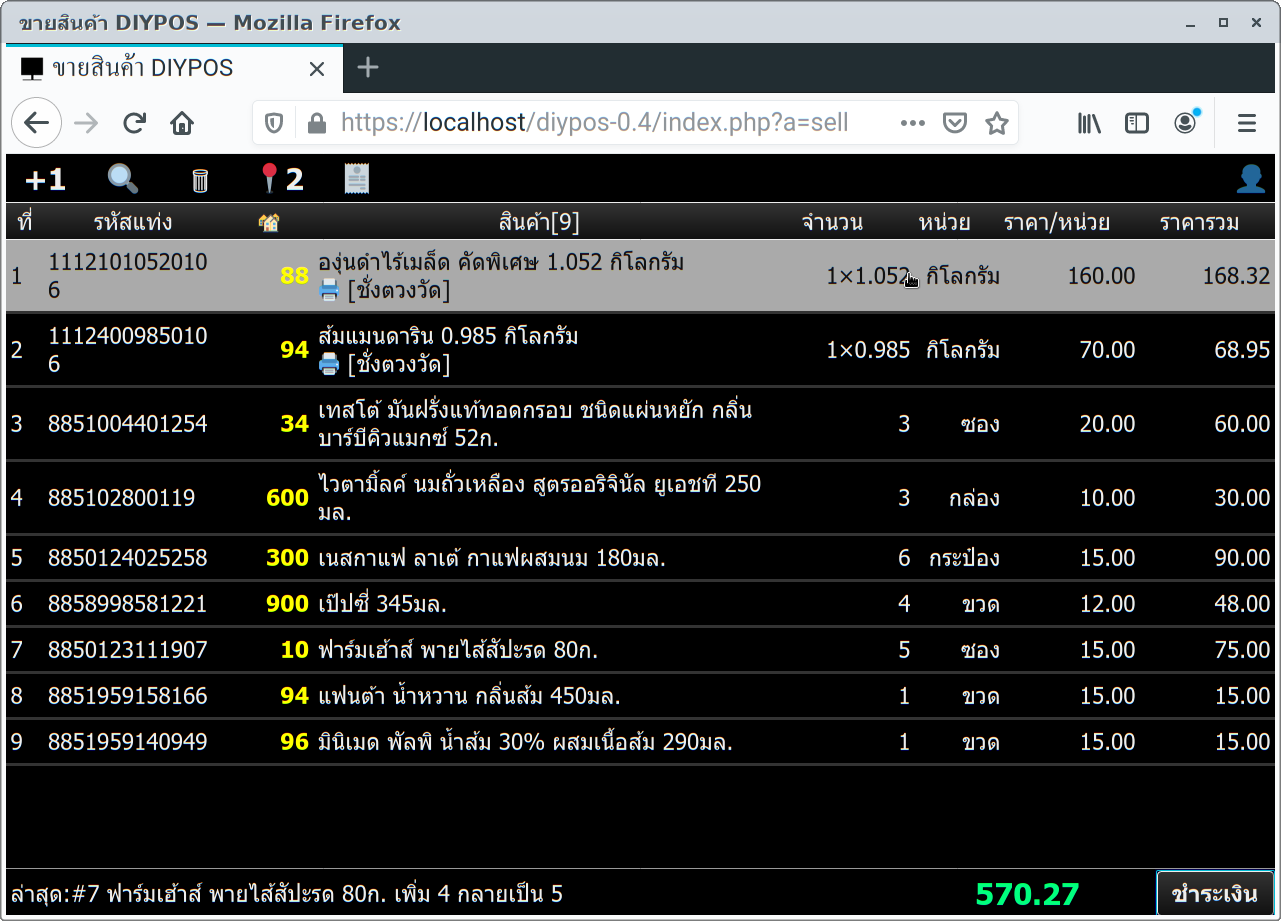 ขายสินค้า DIYPOS — Mozilla Firefox
ขายสินค้า DIYPOS
https://localhost/diypos-0.4/index.php?a=sell
+1 2
ที่ รหัสแท่ง สินค้า[9] จำนวน หน่วย ราคา/หน่วย ราคารวม
1 1112101052010 88 องุ่นดำไร้เมล็ด คัดพิเศษ 1.052 กิโลกรัม 1×1.052 กิโลกรัม 160.00 168.32
6 [ชั่งตวงวัด]
2 1112400985010 94 ส้มแมนดาริน 0.985 กิโลกรัม 1×0.985 กิโลกรัม 70.00 68.95
6 [ชั่งตวงวัด]
3 8851004401254 34 เทสโต้ มันฝรั่งแท้ทอดกรอบ ชนิดแผ่นหยัก กลิ่น 3 ซอง 20.00 60.00
บาร์บีคิวแมกซ์ 52ก.
4 885102800119 600 ไวตามิ้ลค์ นมถั่วเหลือง สูตรออริจินัล ยูเอชที 250 3 กล่อง 10.00 30.00
มล.
5 8850124025258 300 เนสกาแฟ ลาเต้ กาแฟผสมนม 180มล. 6 กระป๋อง 15.00 90.00
6 8858998581221 900 เป๊ปซี่ 345มล. 4 ขวด 12.00 48.00
7 8850123111907 10 ฟาร์มเฮ้าส์ พายไส้สัปะรด 80ก. 5 ซอง 15.00 75.00
8 8851959158166 94 แฟนต้า น้ำหวาน กลิ่นส้ม 450มล. 1 ขวด 15.00 15.00
9 8851959140949 96 มินิเมด พัลพิ น้ำส้ม 30% ผสมเนื้อส้ม 290มล. 1 ขวด 15.00 15.00
ล่าสุด:#7 ฟาร์มเฮ้าส์ พายไส้สัปะรด 80ก. เพิ่ม 4 กลายเป็น 5 570.27 ชำระเงิน